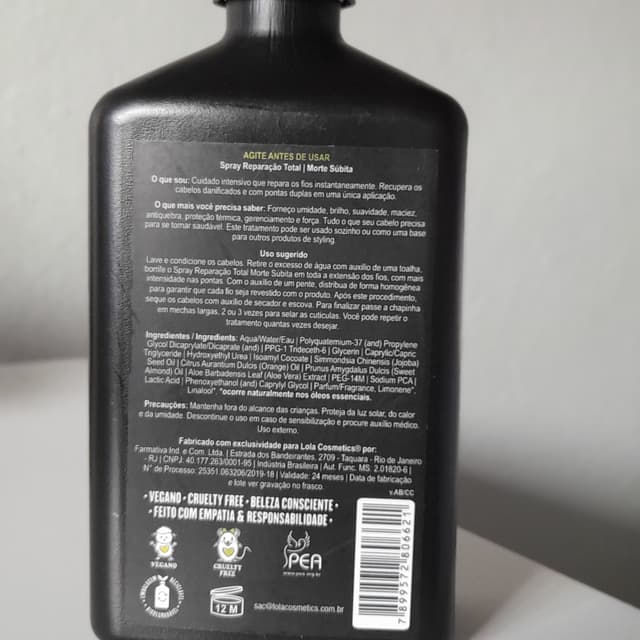 AGITE ANTES DE USAR
Spray Reparação Total | Morte Súbita
O que sou: Cuidado intensivo que repara os fios instantaneamente. Recupera os
cabelos danificados e com pontas duplas em uma única aplicação.
O que mais você precisa saber: Forneço umidade, brilho, suavidade, maciez,
antiquebra, proteção térmica, gerenciamento e força. Tudo o que seu cabelo precisa
para se tornar saudável. Este tratamento pode ser usado sozinho ou como uma base
para outros produtos de styling.
Uso sugerido
Lave e condicione os cabelos. Retire o excesso de água com auxílio de uma toalha,
borrife o Spray Reparação Total Morte Súbita em toda a extensão dos fios, com mais
intensidade nas pontas. Com o auxílio de um pente, distribua de forma homogênea
para garantir que cada fio seja revestido com o produto. Após este procedimento,
seque os cabelos com auxílio de secador e escova. Para finalizar passe a chapinha
em mechas largas, 2 ou 3 vezes para selar as cutículas. Você pode repetir o
tratamento quantas vezes desejar.
Ingredientes / Ingredients: Aqua/Water/Eau | Polyquaternium-37 (and) Propylene
Glycol Dicaprylate/Dicaprate (and) PPG-1 Trideceth-6 | Glycerin | Caprylic/Capric
Triglyceride | Hydroxyethyl Urea | Isoamyl Cocoate | Simmondsia Chinensis (Jojoba)
Seed Oil | Citrus Aurantium Dulcis (Orange) Oil | Prunus Amygdalus Dulcis (Sweet
Almond) Oil | Aloe Barbadensis Leaf (Aloe Vera) Extract | PEG-14M | Sodium PCA |
Lactic Acid | Phenoxyethanol (and) Caprylyl Glycol | Parfum/Fragrance, Limonene*,
Linalool*. *ocorre naturalmente nos óleos essenciais.
Precauções: Mantenha fora do alcance das crianças. Proteja da luz solar, do calor
e da umidade. Descontinue o uso em caso de sensibilização e procure auxílio médico.
Uso externo.
Fabricado com exclusividade para Lola Cosmetics® por:
Farmativa Ind. e Com. Ltda. | Estrada dos Bandeirantes, 2709 - Taquara - Rio de Janeiro
- RJ | CNPJ: 40.177.263/0001-95 | Indústria Brasileira | Aut. Func. MS: 2.01820-6 |
N° de Processo: 25351.063206/2019-18 | Validade: 24 meses | Data de fabricação
e lote ver gravação no frasco.
v.AB/CC
• VEGANO • CRUELTY FREE • BELEZA CONSCIENTE •
• FEITO COM EMPATIA & RESPONSABILIDADE •
VEGANO
CRUELTY
FREE
PEA
www.pea.org.br
EMBALAGEM RECICLÁVEL
BIODEGRADÁVEL
12 M
sac@lolacosmetics.com.br
7 899572 806621